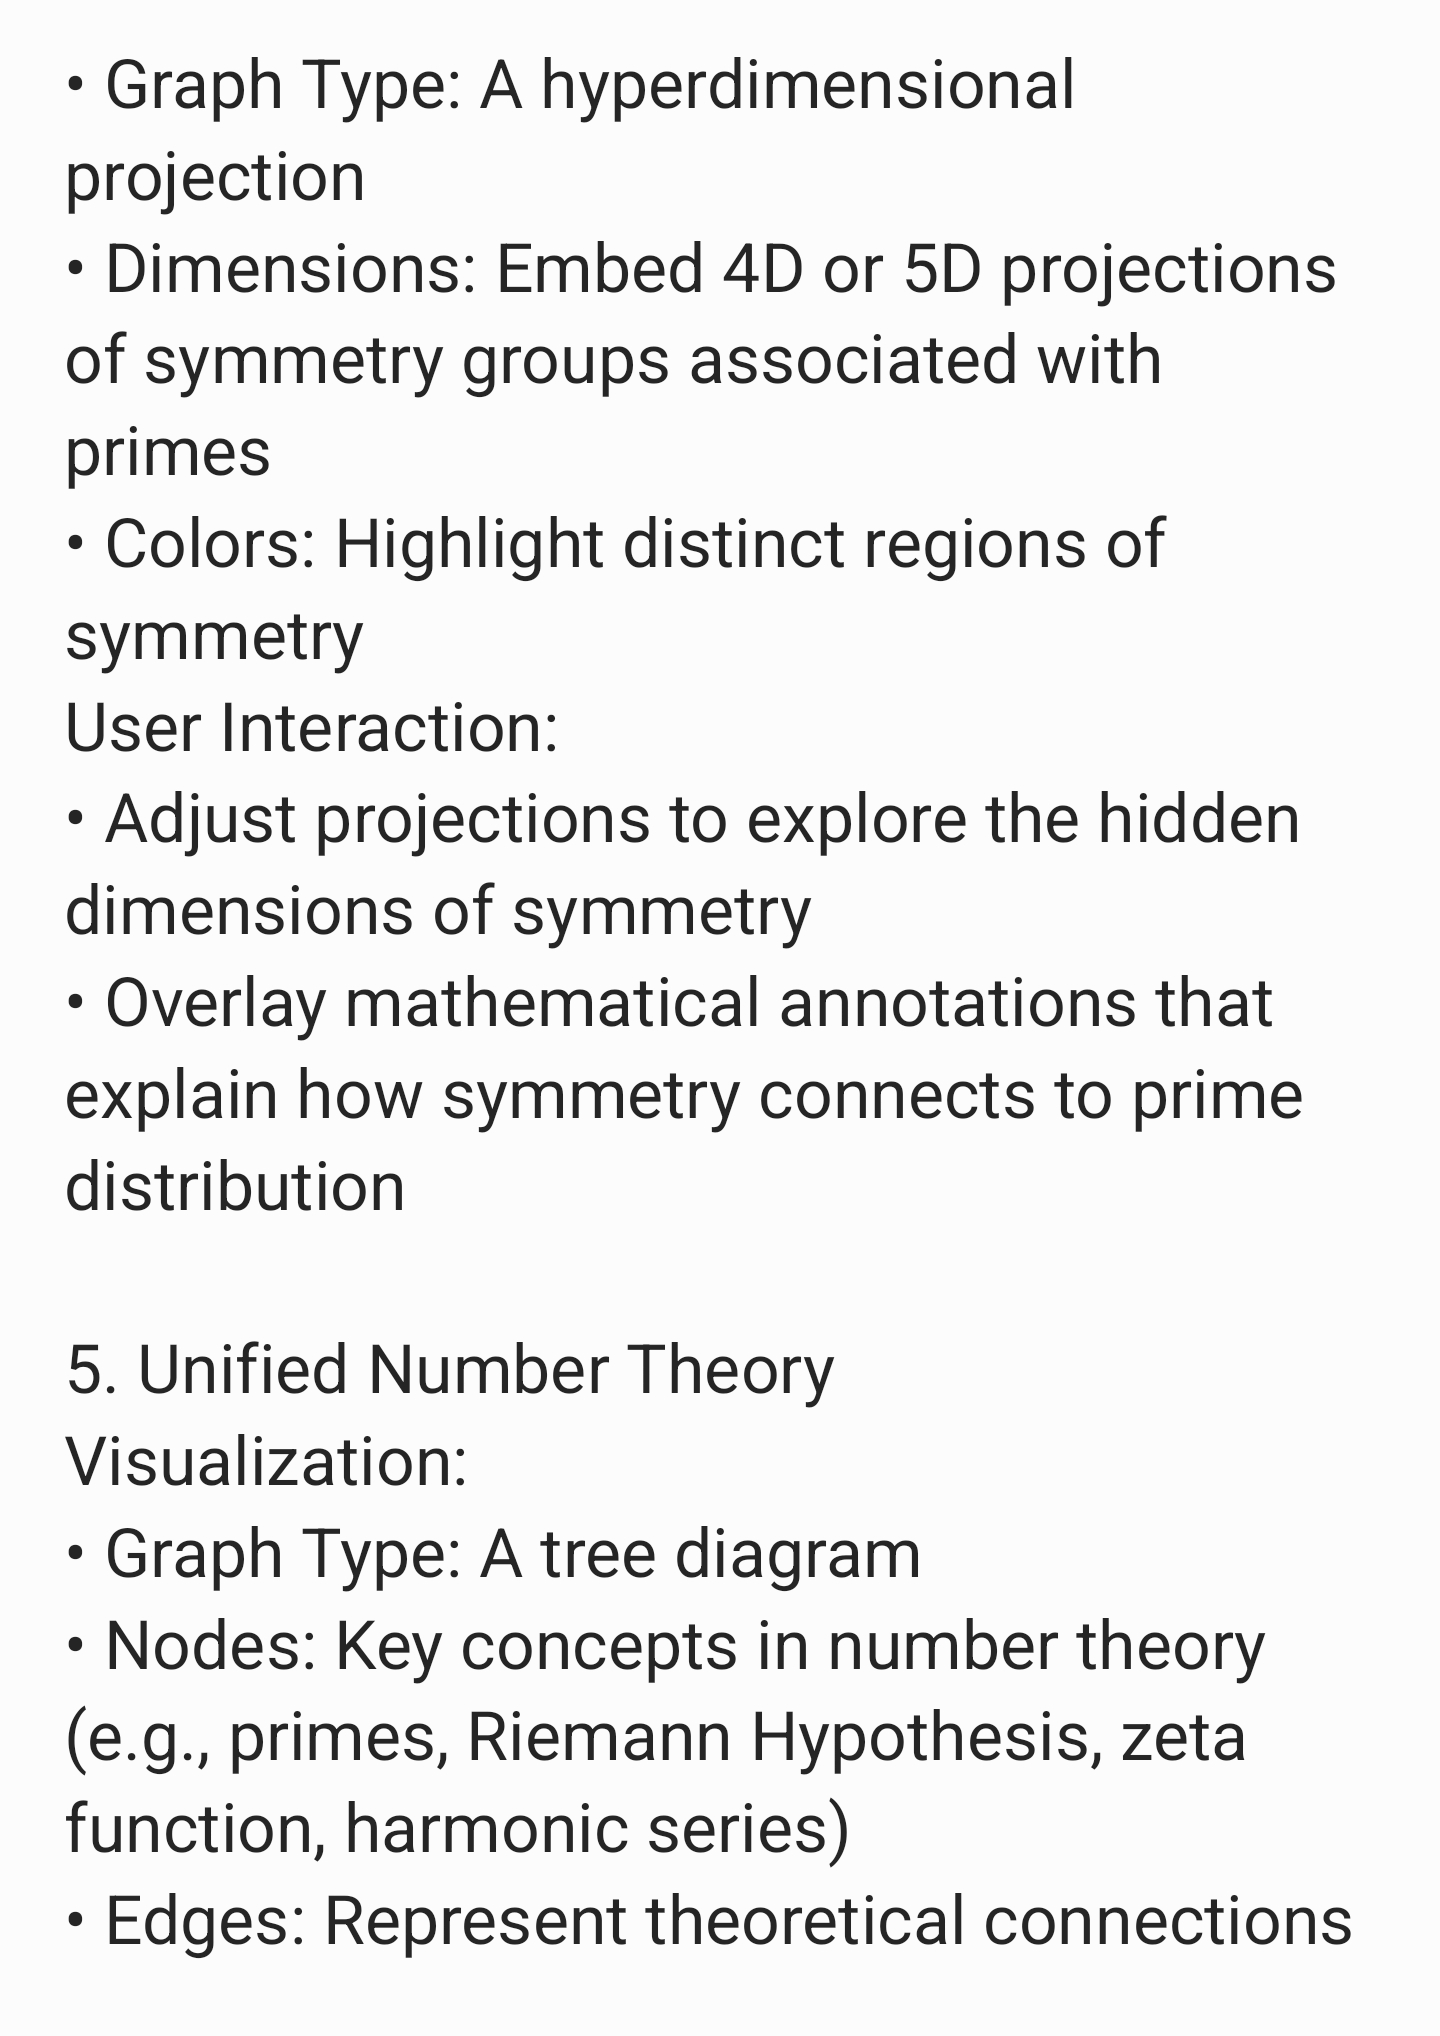 • Graph Type: A hyperdimensional
projection
• Dimensions: Embed 4D or 5D projections
of symmetry groups associated with
primes
• Colors: Highlight distinct regions of
symmetry
User Interaction:
• Adjust projections to explore the hidden
dimensions of symmetry
• Overlay mathematical annotations that
explain how symmetry connects to prime
distribution
5. Unified Number Theory
Visualization:
• Graph Type: A tree diagram
• Nodes: Key concepts in number theory
(e.g., primes, Riemann Hypothesis, zeta
function, harmonic series)
• Edges: Represent theoretical connections